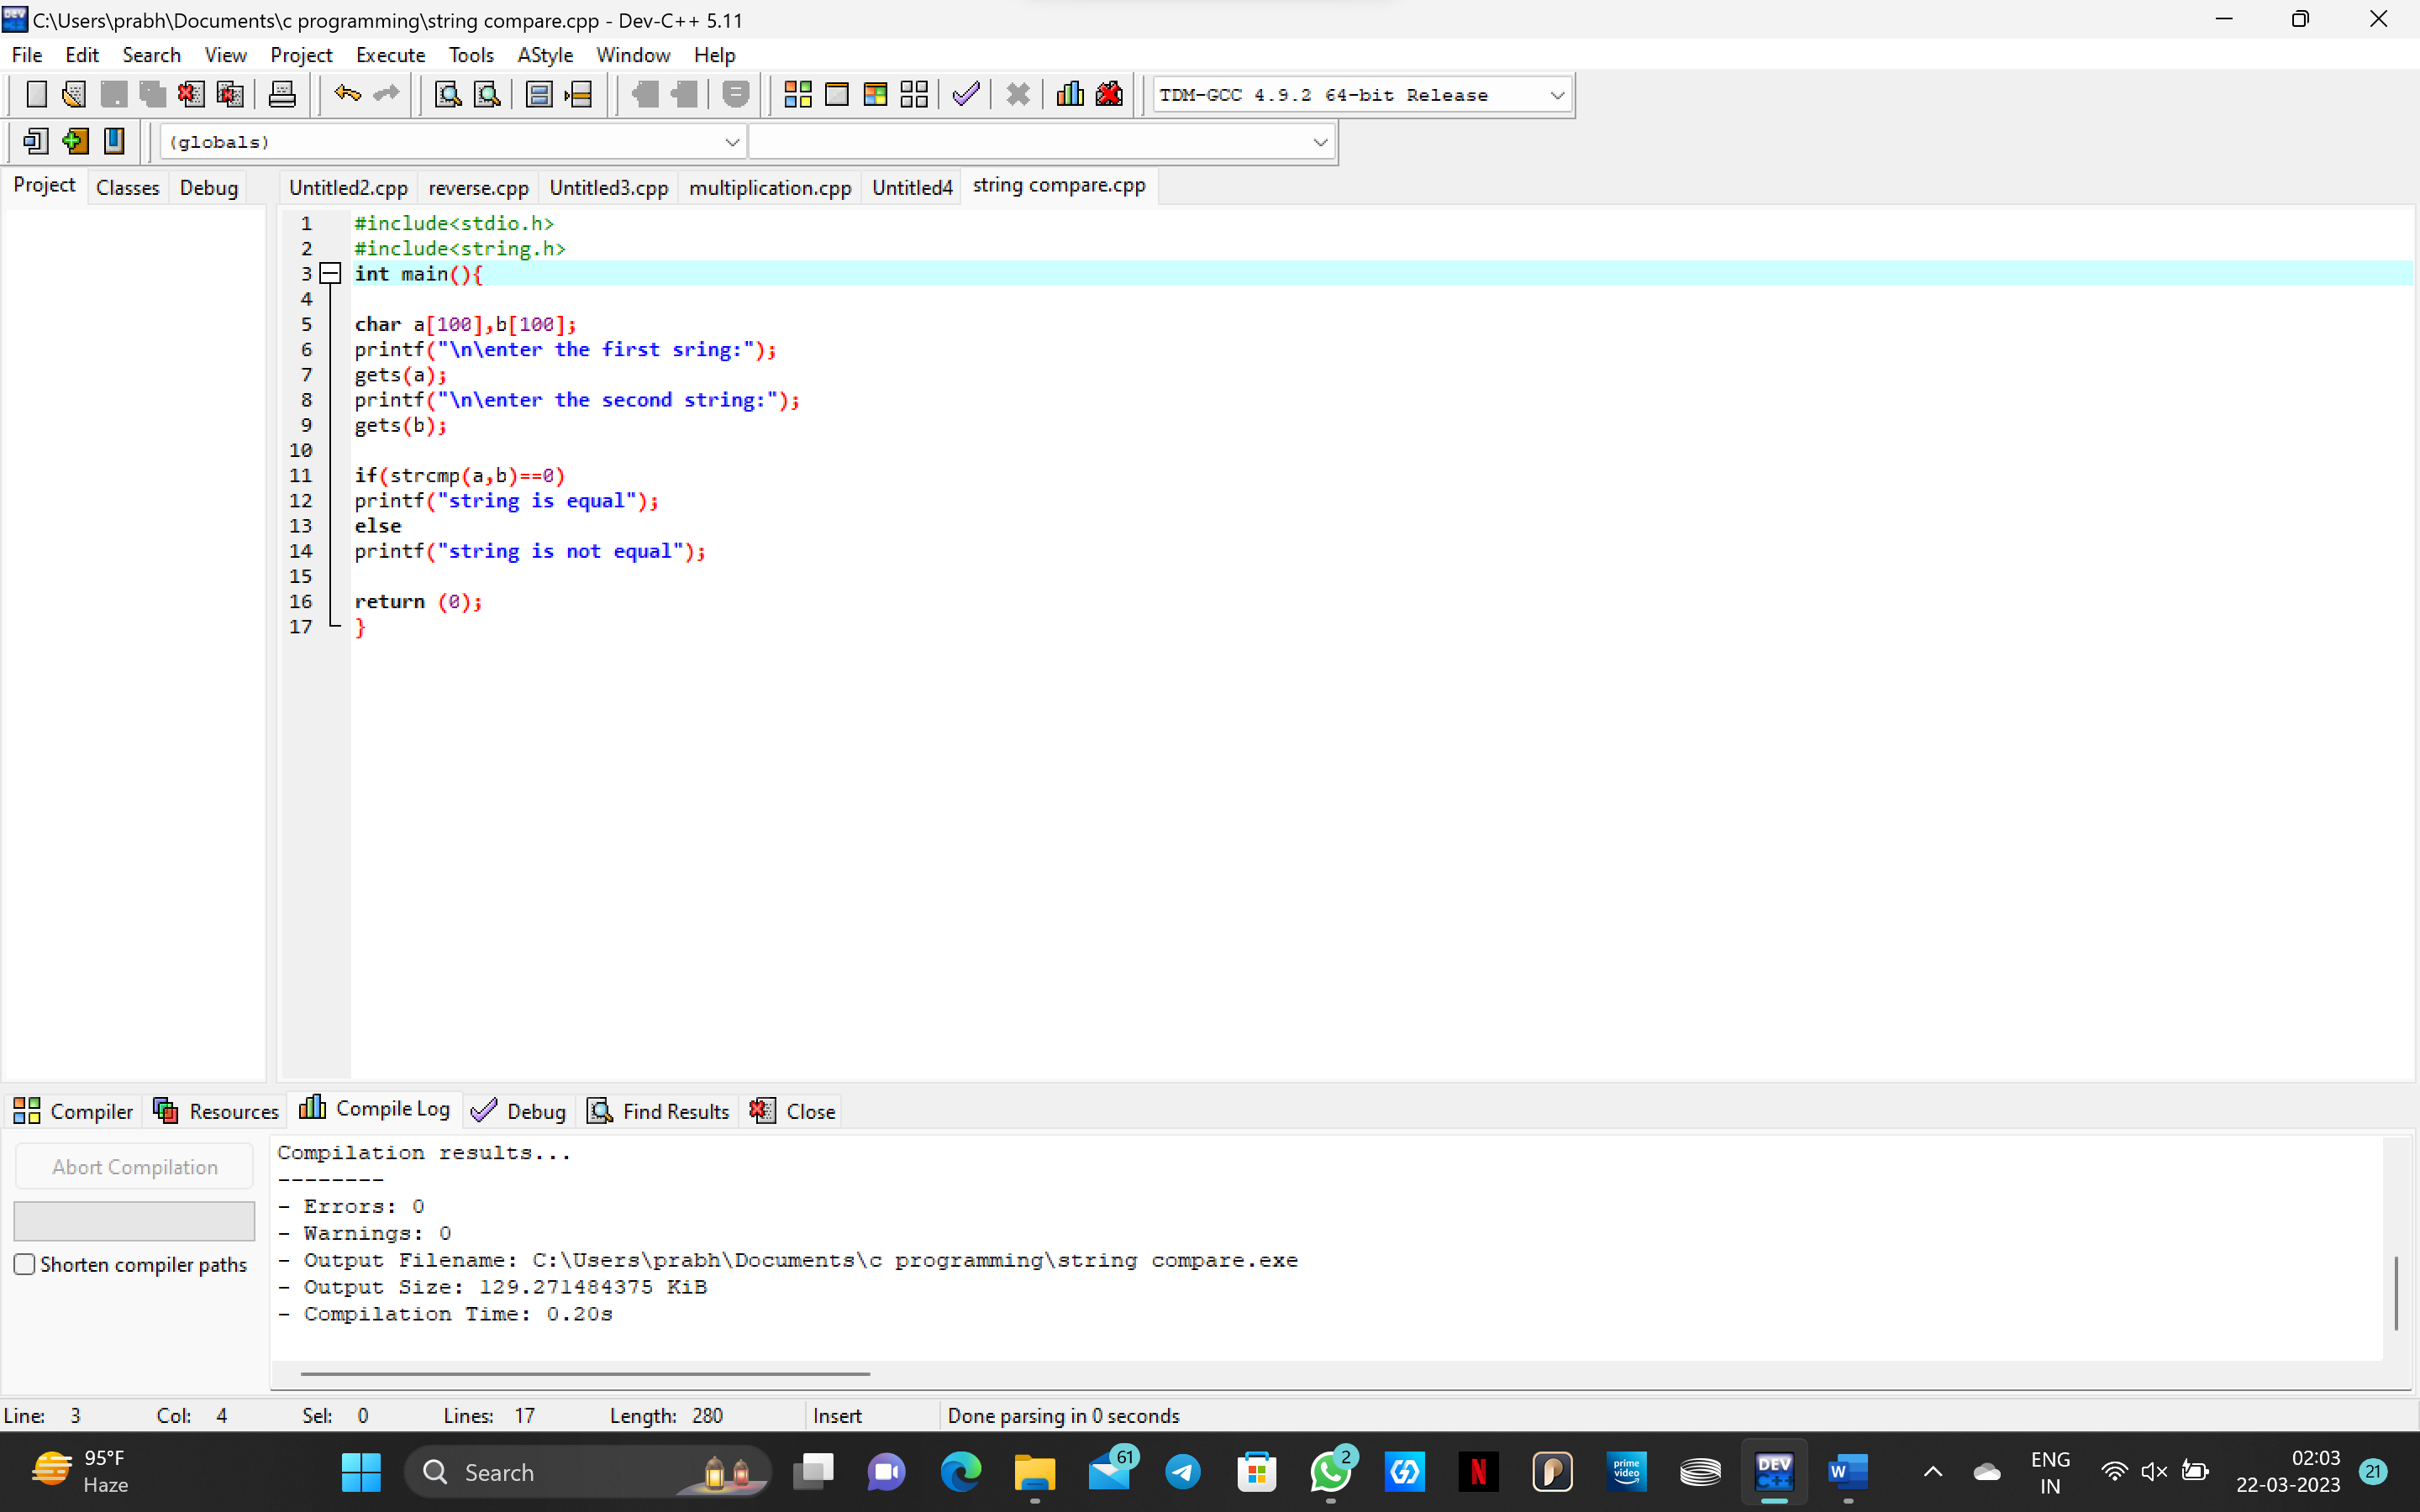 C:\Users\prabh\Documents\c programming\string compare.cpp - Dev-C++ 5.11
File Edit Search View Project Execute Tools AStyle Window Help
TDM-GCC 4.9.2 64-bit Release
(globals)
Project Classes Debug Untitled2.cpp reverse.cpp Untitled3.cpp multiplication.cpp Untitled4 string compare.cpp
1 #include<stdio.h>
2 #include<string.h>
3 int main(){
4
5 char a[100],b[100];
6 printf("\n\enter the first sring:");
7 gets(a);
8 printf("\n\enter the second string:");
9 gets(b);
10
11 if(strcmp(a,b)==0)
12 printf("string is equal");
13 else
14 printf("string is not equal");
15
16 return (0);
17 }
Compiler Resources Compile Log Debug Find Results Close
Abort Compilation
Shorten compiler paths
Compilation results...
--------
- Errors: 0
- Warnings: 0
- Output Filename: C:\Users\prabh\Documents\c programming\string compare.exe
- Output Size: 129.271484375 KiB
- Compilation Time: 0.20s
Line: 3 Col: 4 Sel: 0 Lines: 17 Length: 280 Insert Done parsing in 0 seconds
95°F
Haze
Search
61
2
N
P
prime video
DEV C++
W
ENG
IN
02:03
22-03-2023
21